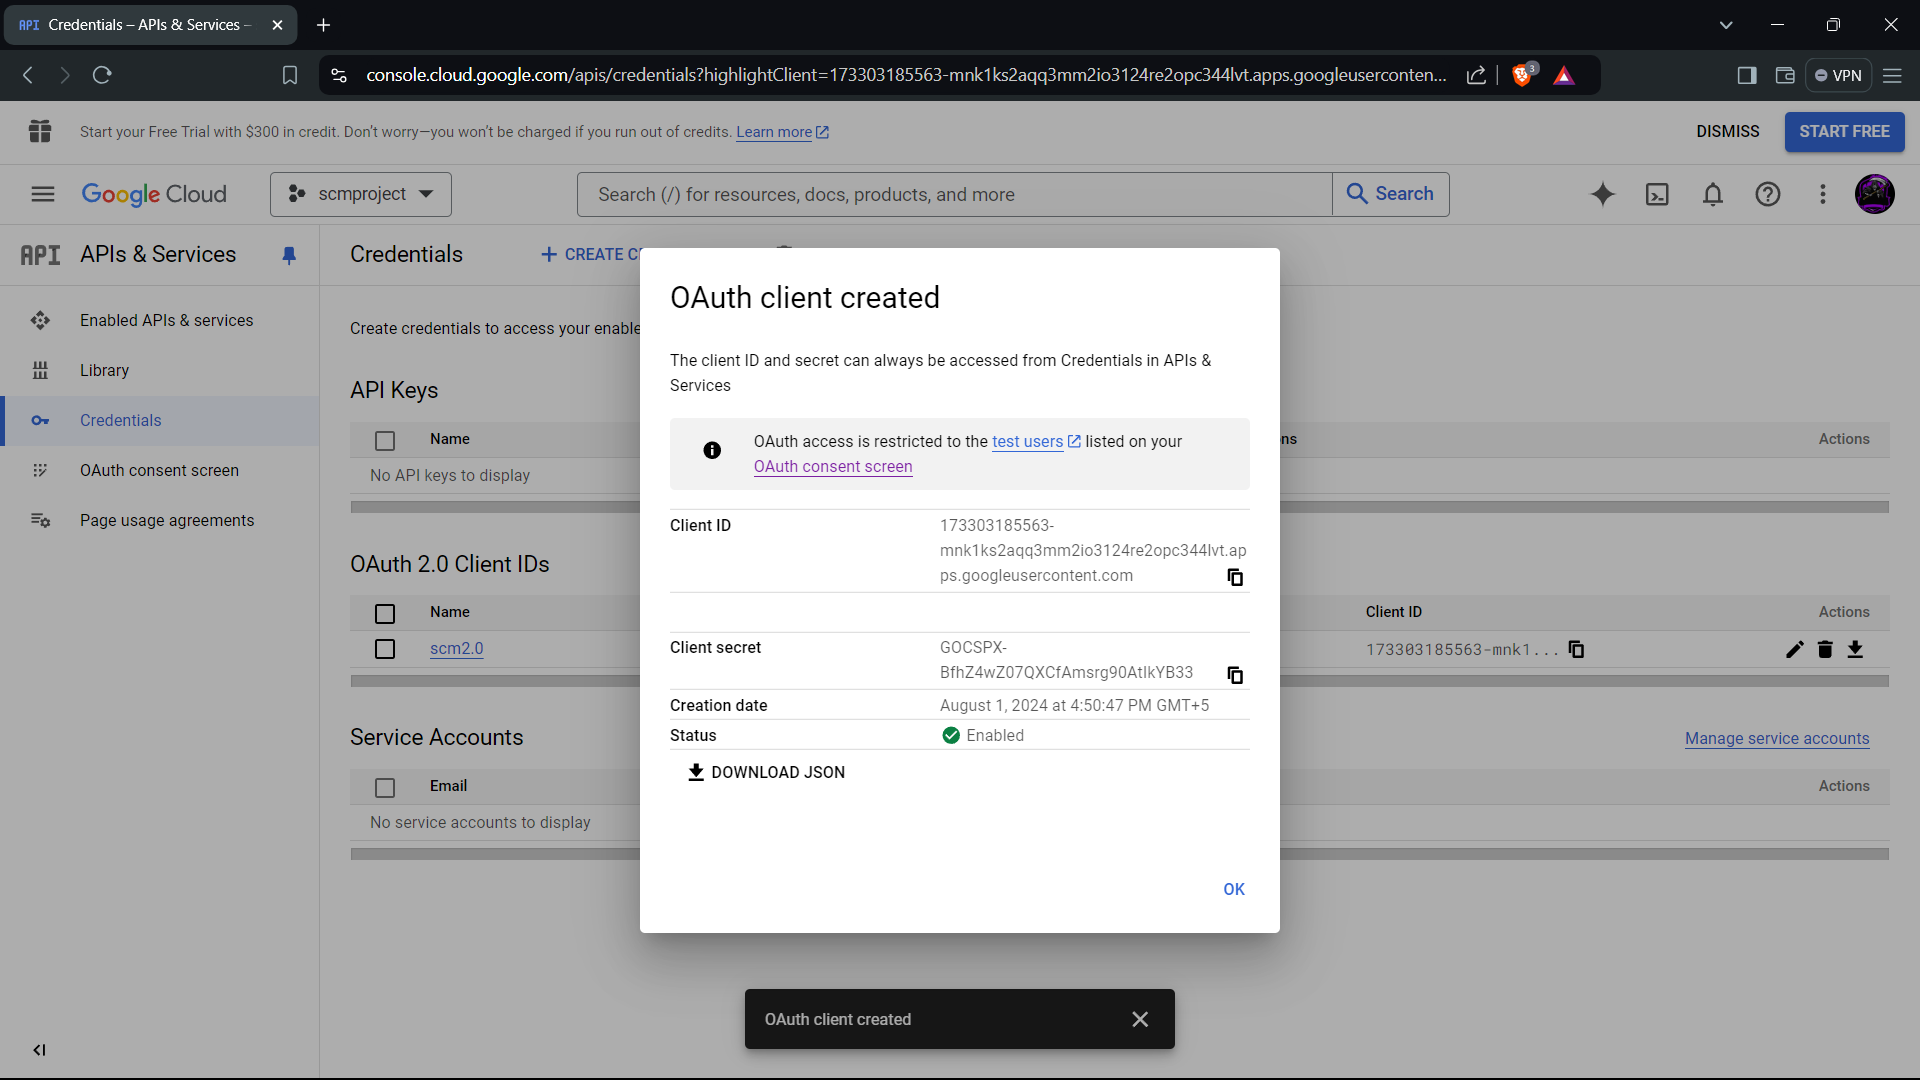 API Credentials – APIs & Services –
console.cloud.google.com/apis/credentials?highlightClient=173303185563-mnk1ks2aqq3mm2io3124re2opc344lvt.apps.googleuserconten...
3
VPN
Start your Free Trial with $300 in credit. Don't worry—you won't be charged if you run out of credits. Learn more
DISMISS
START FREE
Google Cloud
scmproject
Search (/) for resources, docs, products, and more
Search
API APIs & Services
Enabled APIs & services
Library
Credentials
OAuth consent screen
Page usage agreements
Credentials
+ CREATE C
Create credentials to access your enable
API Keys
Name
ns
Actions
No API keys to display
OAuth 2.0 Client IDs
Name
Client ID
Actions
scm2.0
173303185563-mnk1...
Service Accounts
Manage service accounts
Email
Actions
No service accounts to display
OAuth client created
The client ID and secret can always be accessed from Credentials in APIs &
Services
OAuth access is restricted to the test users listed on your
OAuth consent screen
Client ID
173303185563-
mnk1ks2aqq3mm2io3124re2opc344lvt.ap
ps.googleusercontent.com
Client secret
GOCSPX-
BfhZ4wZ07QXCfAmsrg90AtIkYB33
Creation date
August 1, 2024 at 4:50:47 PM GMT+5
Status
Enabled
DOWNLOAD JSON
OK
OAuth client created